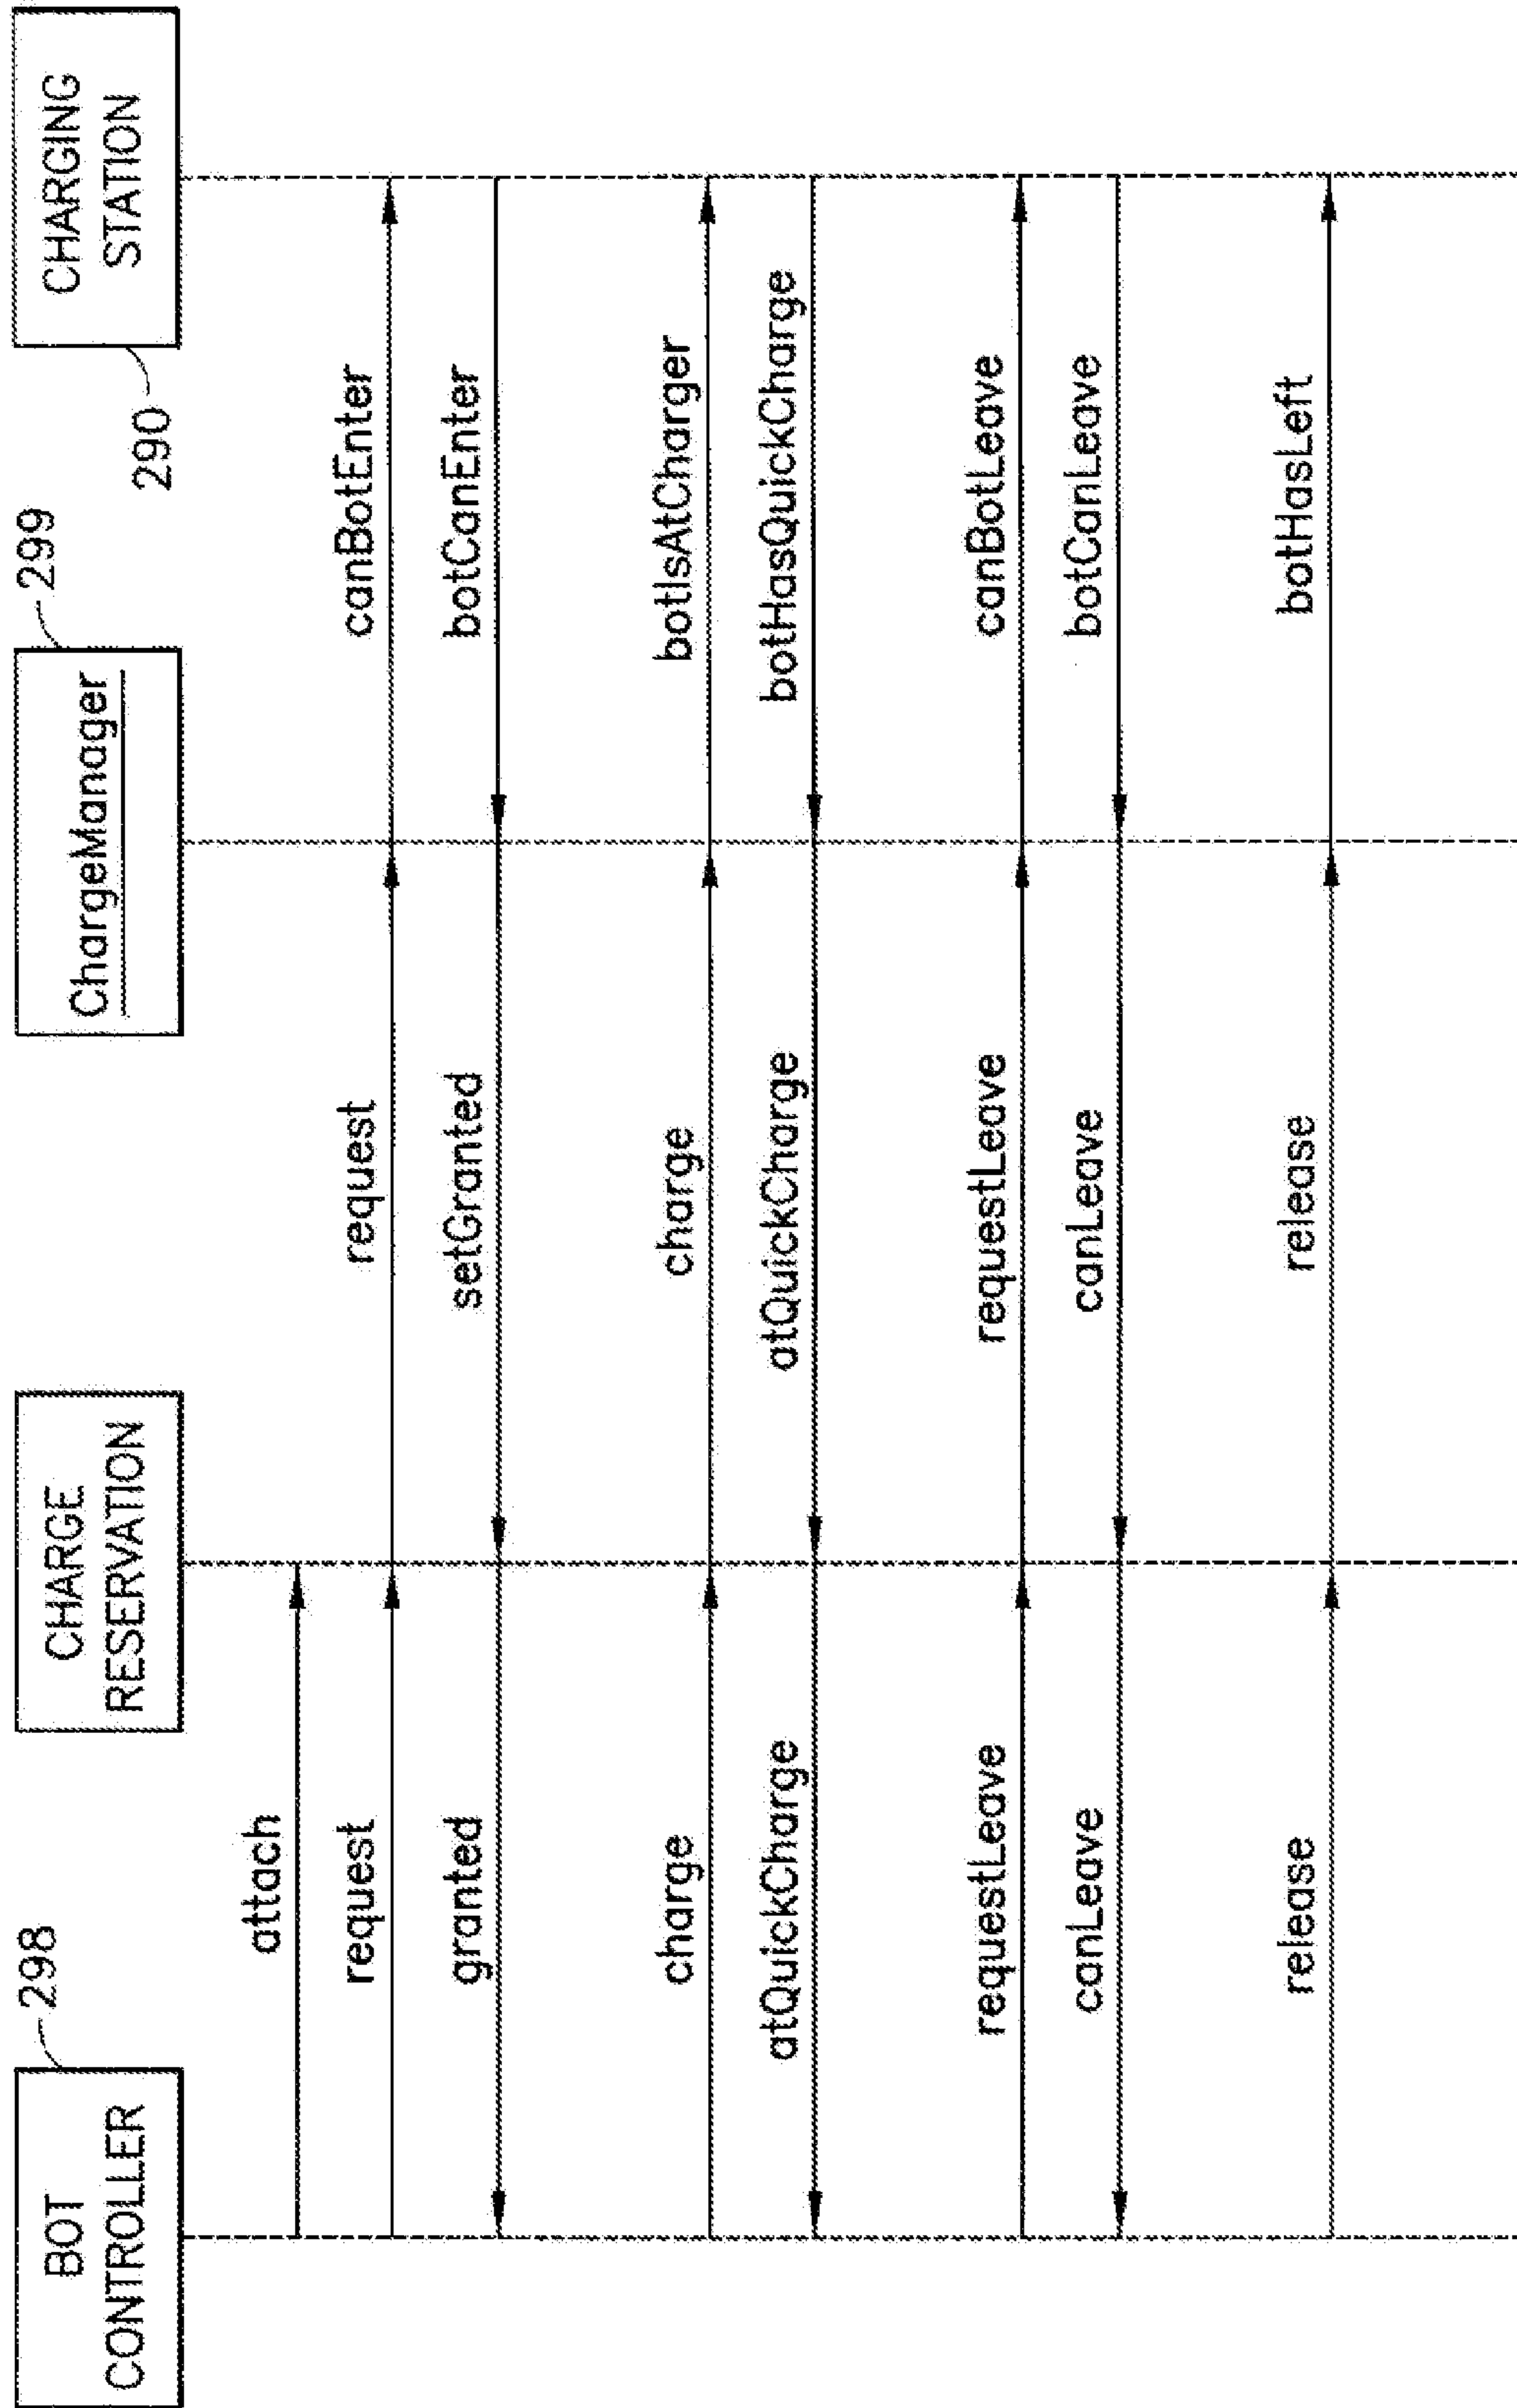 BOT
CONTROLLER
298
CHARGE
RESERVATION
ChargeManager
299
CHARGING
STATION
290
attach
request
request
canBotEnter
granted
setGranted
botCanEnter
charge
charge
botIsAtCharger
atQuickCharge
atQuickCharge
botHasQuickCharge
requestLeave
requestLeave
canBotLeave
canLeave
canLeave
botCanLeave
release
release
botHasLeft